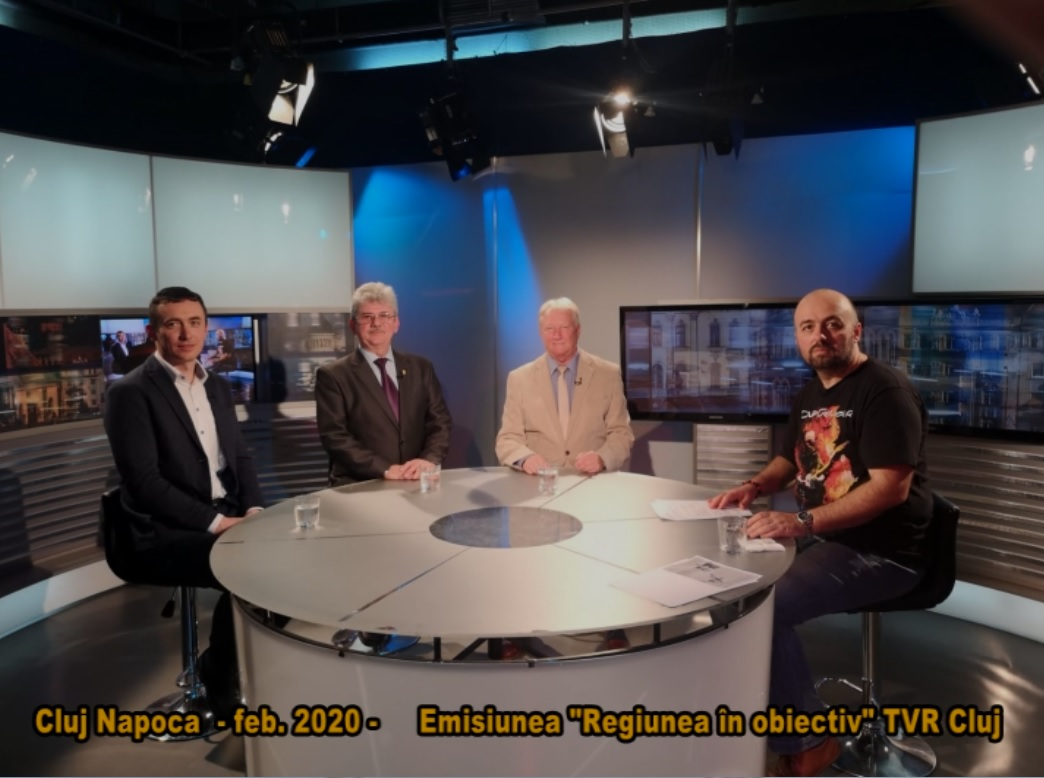 Cluj Napoca - feb. 2020 - Emisiunea "Regiunea în obiectiv" TVR Cluj